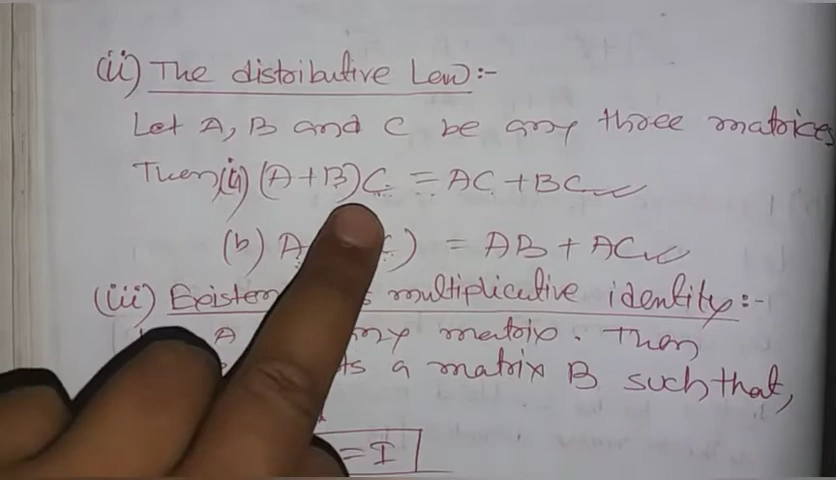 (ii) The distributive Law:-
Let A, B and C be any three matrices
Then (A+B)C = AC + BC
(b) A ) = AB + AC
(iii) multiplicative identity:-
A any matrix. Then
a matrix B such that,
= I